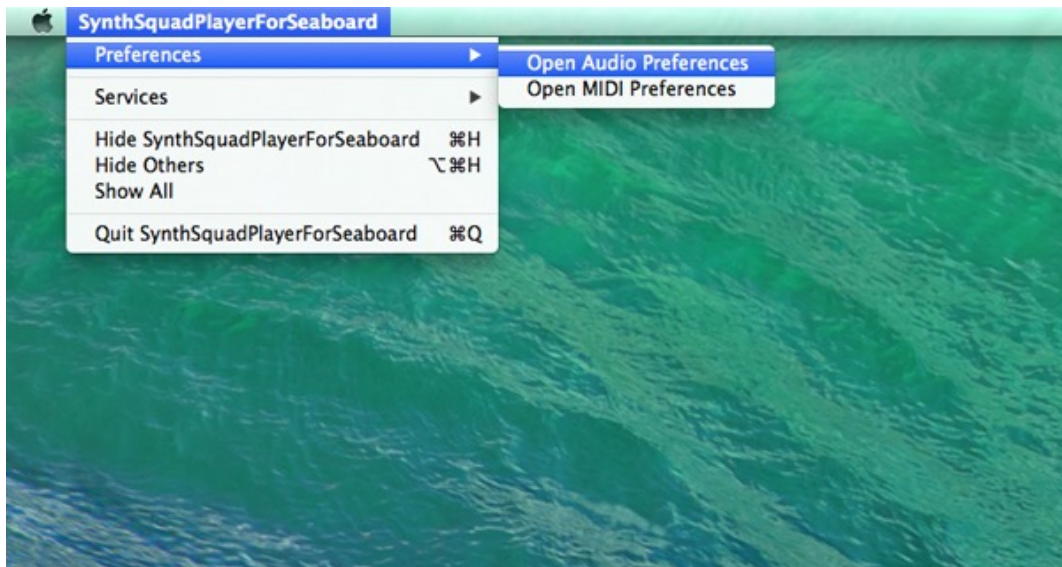 SynthSquadPlayerForSeaboard
Preferences ▶
Open Audio Preferences
Open MIDI Preferences
Services ▶
Hide SynthSquadPlayerForSeaboard ⌘H
Hide Others ⌥⌘H
Show All
Quit SynthSquadPlayerForSeaboard ⌘Q